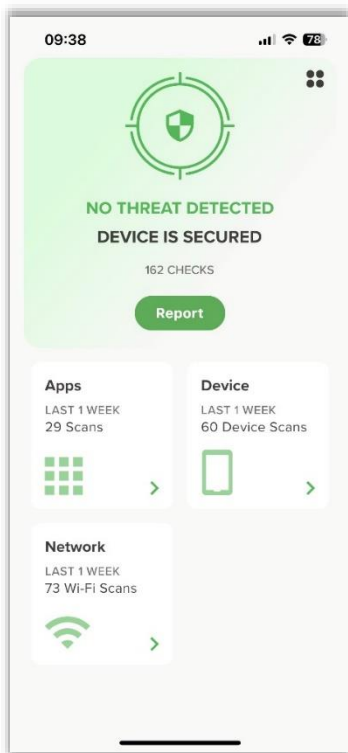 09:38
78
NO THREAT DETECTED
DEVICE IS SECURED
162 CHECKS
Report
Apps
LAST 1 WEEK
29 Scans
Device
LAST 1 WEEK
60 Device Scans
Network
LAST 1 WEEK
73 Wi-Fi Scans